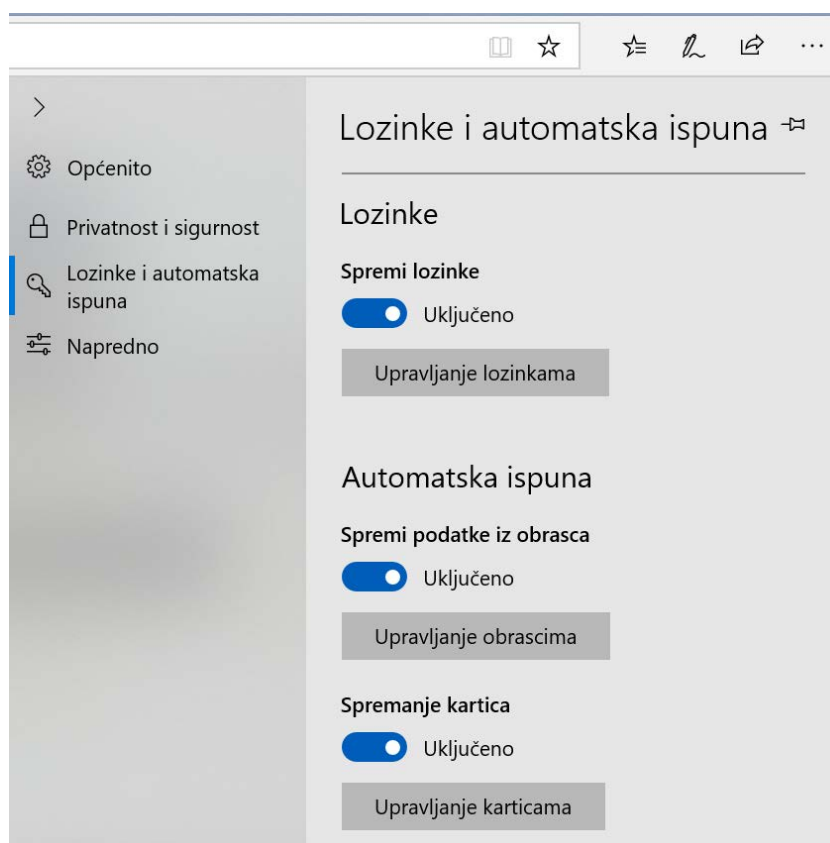 Općenito
Privatnost i sigurnost
Lozinke i automatska
ispuna
Napredno
Lozinke i automatska ispuna
Lozinke
Spremi lozinke
Uključeno
Upravljanje lozinkama
Automatska ispuna
Spremi podatke iz obrasca
Uključeno
Upravljanje obrascima
Spremanje kartica
Uključeno
Upravljanje karticama